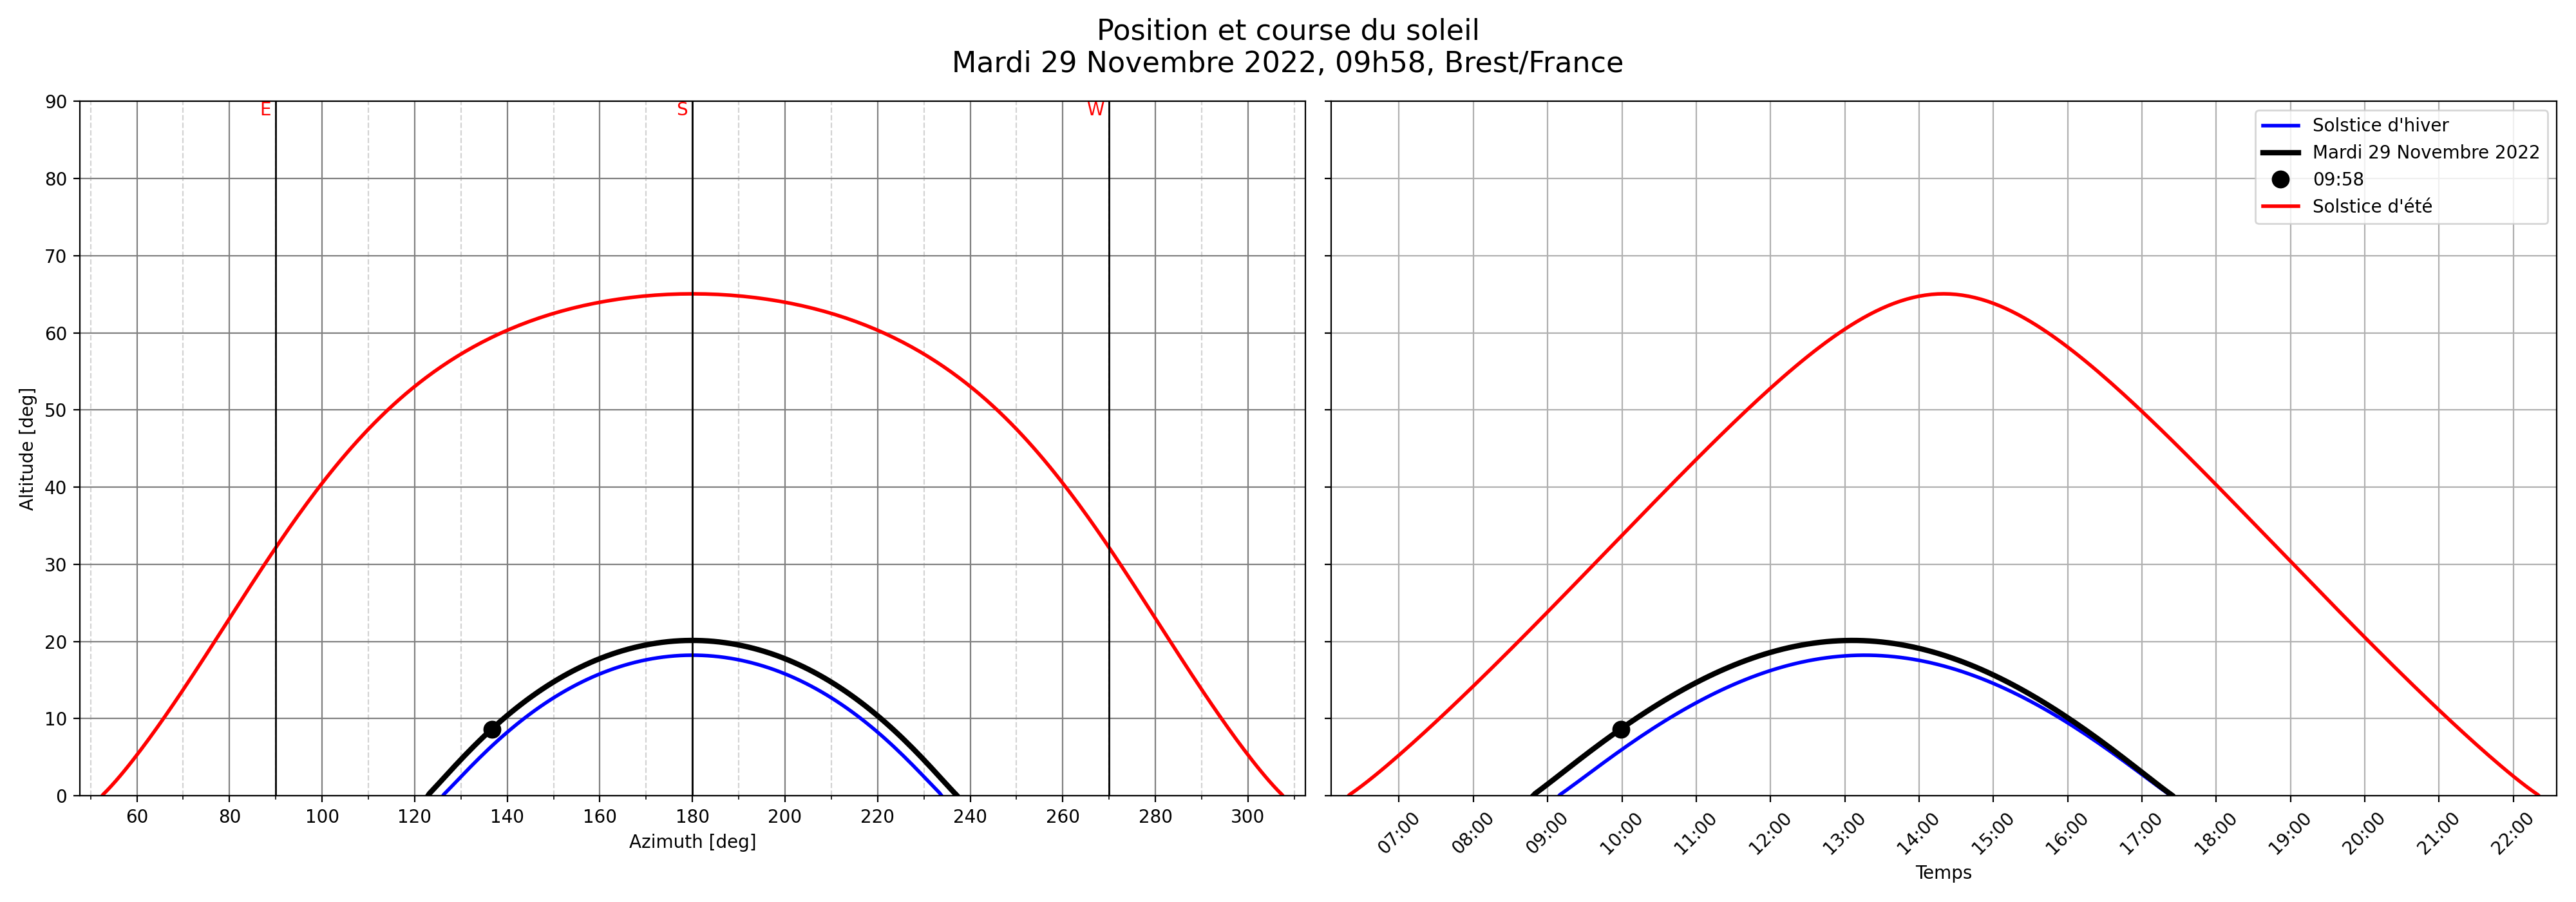 Position et course du soleil
Mardi 29 Novembre 2022, 09h58, Brest/France
E
S
W
90
80
70
60
50
40
30
20
10
0
Altitude [deg]
60 80 100 120 140 160 180 200 220 240 260 280 300
Azimuth [deg]
Solstice d'hiver
Mardi 29 Novembre 2022
09:58
Solstice d'été
07:00 08:00 09:00 10:00 11:00 12:00 13:00 14:00 15:00 16:00 17:00 18:00 19:00 20:00 21:00 22:00
Temps